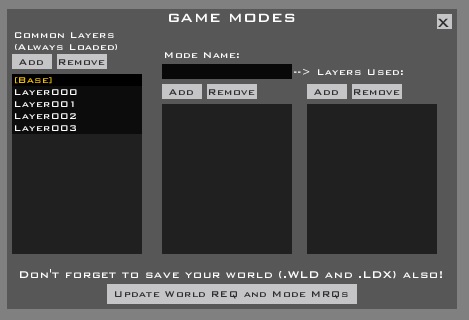 GAME MODES
X
COMMON LAYERS
(ALWAYS LOADED)
ADD REMOVE
[BASE]
LAYER000
LAYER001
LAYER002
LAYER003
MODE NAME:
--> LAYERS USED:
ADD REMOVE
ADD REMOVE
DON'T FORGET TO SAVE YOUR WORLD (.WLD AND .LDX) ALSO!
UPDATE WORLD REQ AND MODE MRQS